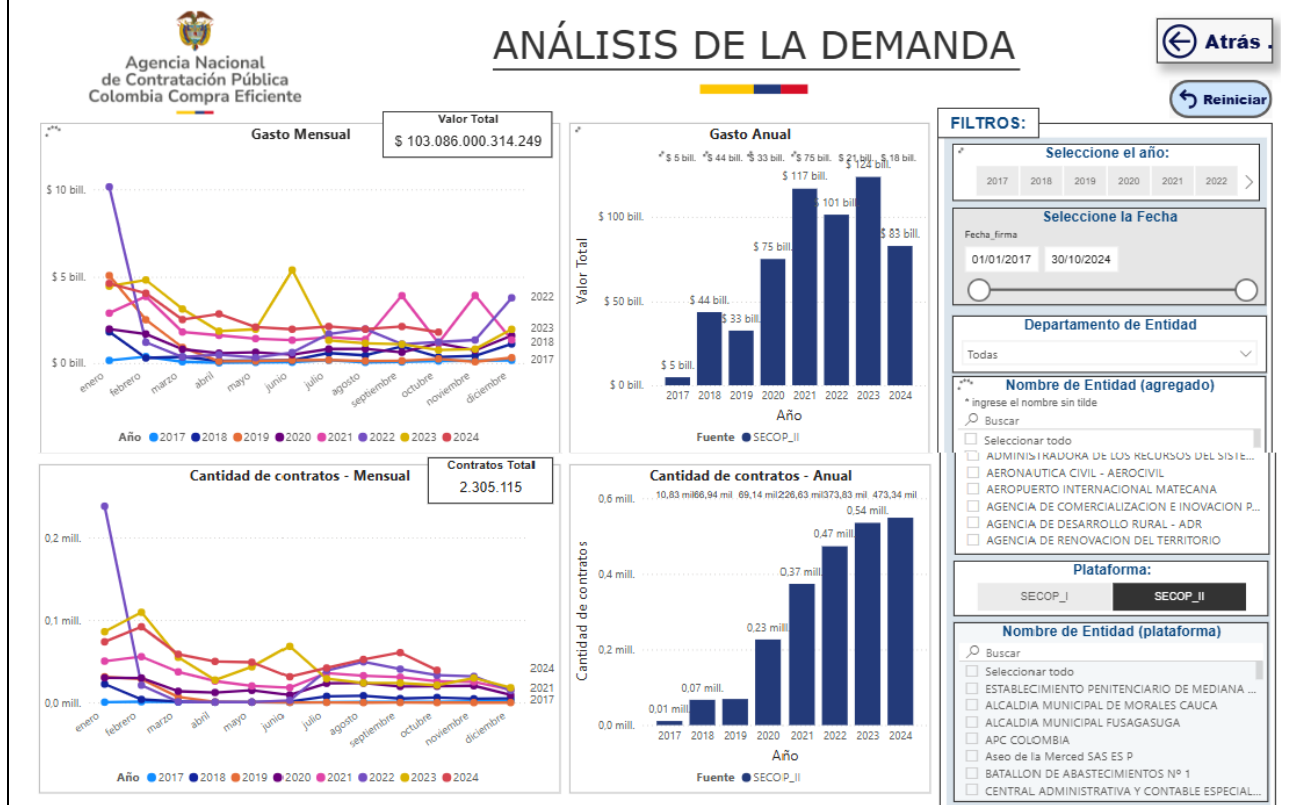 Agencia Nacional
de Contratación Pública
Colombia Compra Eficiente
ANÁLISIS DE LA DEMANDA
Atrás .
Reiniciar
Gasto Mensual
Valor Total
$ 103.086.000.314.249
$ 10 bill.
$ 5 bill.
$ 0 bill.
2022
2023
2018
2017
enero
febrero
marzo
abril
mayo
junio
julio
agosto
septiembre
octubre
noviembre
diciembre
Año 2017 2018 2019 2020 2021 2022 2023 2024
Gasto Anual
$ 5 bill. $ 44 bill. $ 33 bill. $ 75 bill. $ 21 bill. $ 18 bill.
Valor Total
$ 100 bill.
$ 50 bill.
$ 0 bill.
$ 5 bill.
$ 44 bill.
$ 33 bill.
$ 75 bill.
$ 117 bill.
$ 101 bill.
$ 124 bill.
$ 83 bill.
2017 2018 2019 2020 2021 2022 2023 2024
Año
Fuente SECOP_II
Cantidad de contratos - Mensual
Contratos Total
2.305.115
0,2 mill.
0,1 mill.
0,0 mill.
2024
2021
2017
enero
febrero
marzo
abril
mayo
junio
julio
agosto
septiembre
octubre
noviembre
diciembre
Año 2017 2018 2019 2020 2021 2022 2023 2024
Cantidad de contratos - Anual
10,83 mil 66,94 mil 69,14 mil 226,63 mil 373,83 mil 473,34 mil
Cantidad de contratos
0,6 mill.
0,4 mill.
0,2 mill.
0,0 mill.
0,01 mill.
0,07 mill.
0,23 mill.
0,37 mill.
0,47 mill.
0,54 mill.
2017 2018 2019 2020 2021 2022 2023 2024
Año
Fuente SECOP_II
FILTROS:
Seleccione el año:
2017 2018 2019 2020 2021 2022
Seleccione la Fecha
Fecha_firma
01/01/2017 30/10/2024
Departamento de Entidad
Todas
Nombre de Entidad (agregado)
* ingrese el nombre sin tilde
Buscar
Seleccionar todo
ADMINISTRADORA DE LOS RECURSOS DEL SISTE...
AERONAUTICA CIVIL - AEROCIVIL
AEROPUERTO INTERNACIONAL MATECANA
AGENCIA DE COMERCIALIZACION E INOVACION P...
AGENCIA DE DESARROLLO RURAL - ADR
AGENCIA DE RENOVACION DEL TERRITORIO
Plataforma:
SECOP_I SECOP_II
Nombre de Entidad (plataforma)
Buscar
Seleccionar todo
ESTABLECIMIENTO PENITENCIARIO DE MEDIANA ...
ALCALDIA MUNICIPAL DE MORALES CAUCA
ALCALDIA MUNICIPAL FUSAGASUGA
APC COLOMBIA
Aseo de la Merced SAS ES P
BATALLON DE ABASTECIMIENTOS Nº 1
CENTRAL ADMINISTRATIVA Y CONTABLE ESPECIAL...